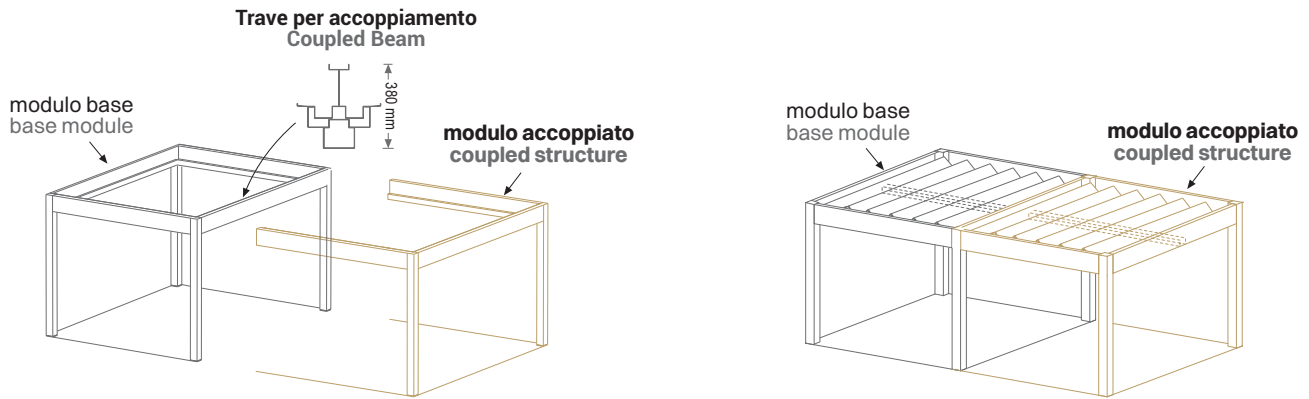 Trave per accoppiamento
Coupled Beam
380 mm
modulo base
base module
modulo accoppiato
coupled structure
modulo base
base module
modulo accoppiato
coupled structure